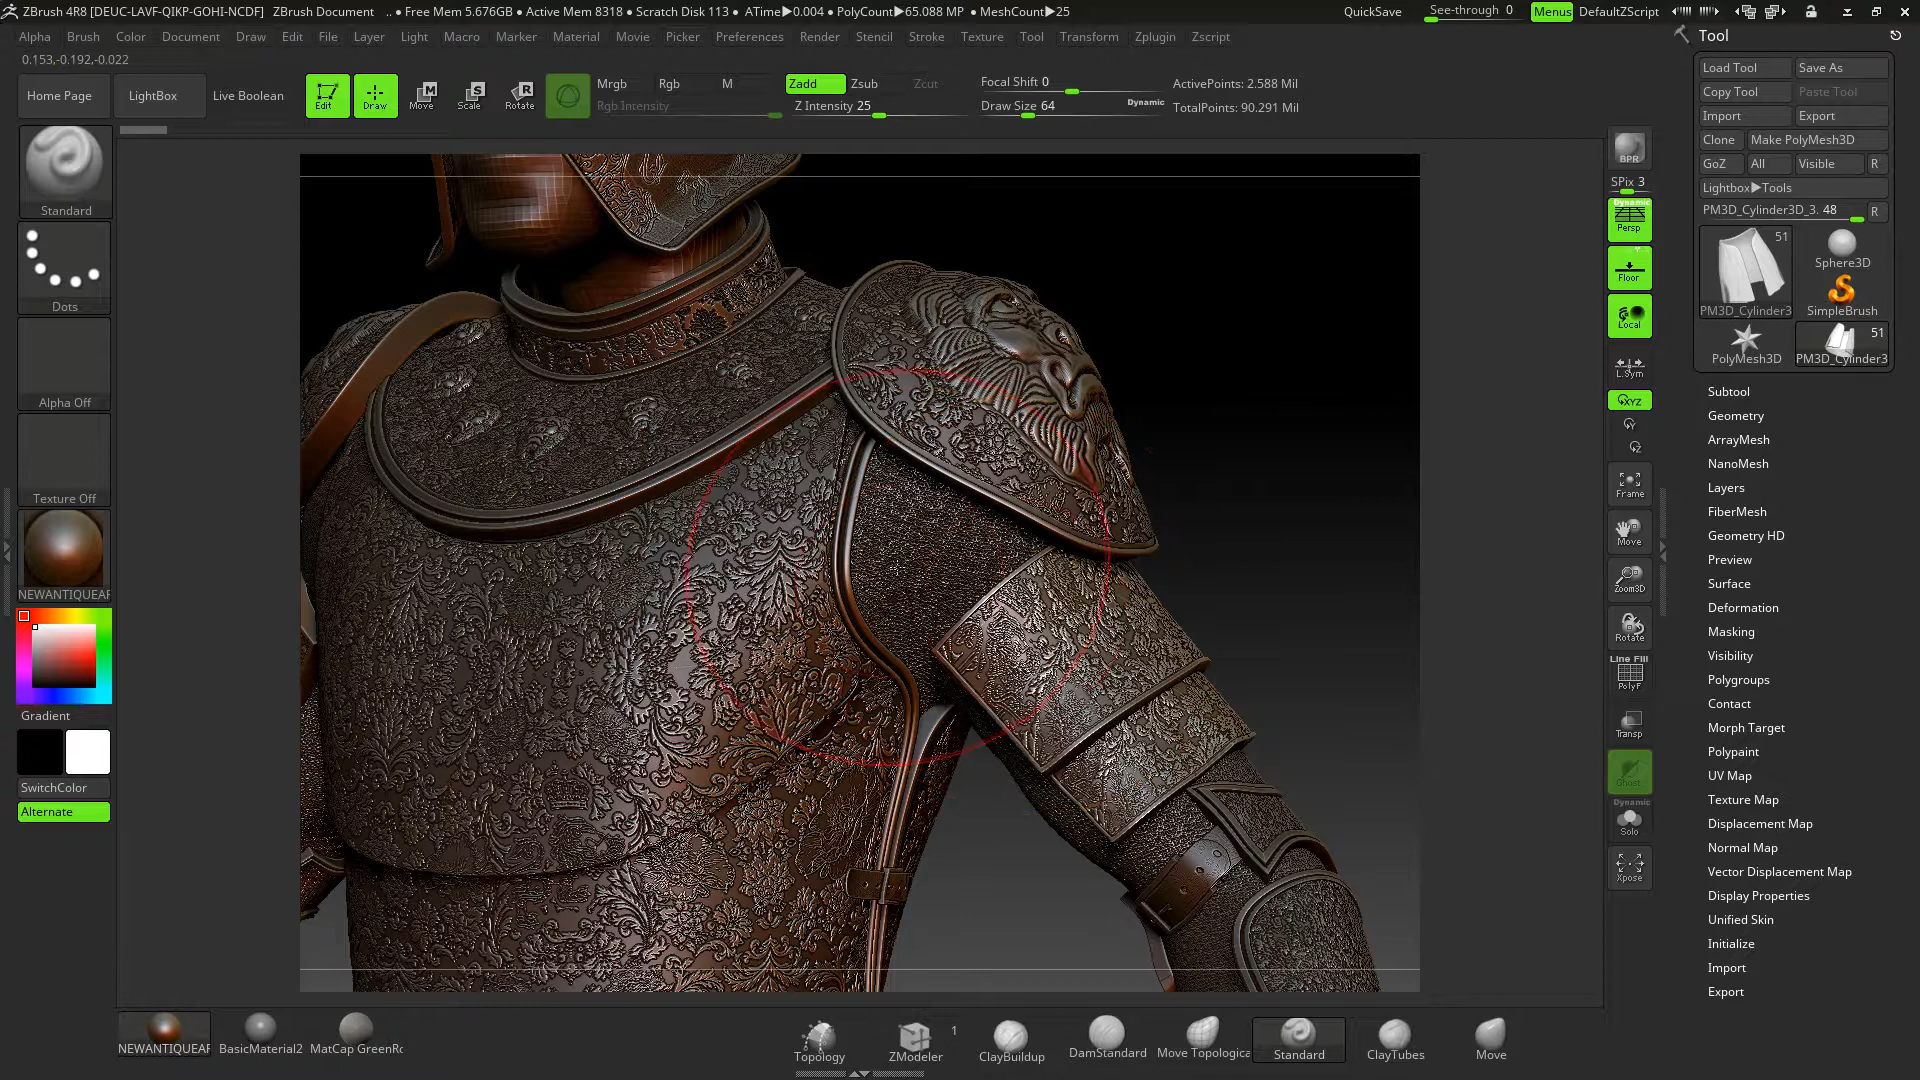 ZBrush 4R8 [DEUC-LAVF-QIKP-GOHI-NCDF] ZBrush Document .. ● Free Mem 5.676GB ● Active Mem 8318 ● Scratch Disk 113 ● ATime▶0.004 ● PolyCount▶65.088 MP ● MeshCount▶25 QuickSave See-through 0 Menus DefaultZScript
Alpha Brush Color Document Draw Edit File Layer Light Macro Marker Material Movie Picker Preferences Render Stencil Stroke Texture Tool Transform Zplugin Zscript
0.153,-0.192,-0.022
Home Page
LightBox
Live Boolean
Edit
Draw
Move
Scale
Rotate
Mrgb Rgb M
Rgb Intensity
Zadd Zsub Zcut
Z Intensity 25
Focal Shift 0
Draw Size 64
Dynamic
ActivePoints: 2.588 Mil
TotalPoints: 90.291 Mil
Standard
Dots
Alpha Off
Texture Off
NEWANTIQUEAR
Gradient
SwitchColor
Alternate
BPR
SPix 3
Dynamic
Persp
Floor
Local
L.Sym
XYZ
Frame
Move
Zoom3D
Rotate
Line Fill
PolyF
Transp
Ghost
Dynamic
Solo
Xpose
Tool
Load Tool Save As
Copy Tool Paste Tool
Import Export
Clone Make PolyMesh3D
GoZ All Visible R
Lightbox▶Tools
PM3D_Cylinder3D_3. 48 R
51
PM3D_Cylinder3
Sphere3D
SimpleBrush
PolyMesh3D
51
PM3D_Cylinder3
Subtool
Geometry
ArrayMesh
NanoMesh
Layers
FiberMesh
Geometry HD
Preview
Surface
Deformation
Masking
Visibility
Polygroups
Contact
Morph Target
Polypaint
UV Map
Texture Map
Displacement Map
Normal Map
Vector Displacement Map
Display Properties
Unified Skin
Initialize
Import
Export
NEWANTIQUEAR
BasicMaterial2
MatCap GreenRo
Topology
1
ZModeler
ClayBuildup
DamStandard
Move Topologica
Standard
ClayTubes
Move